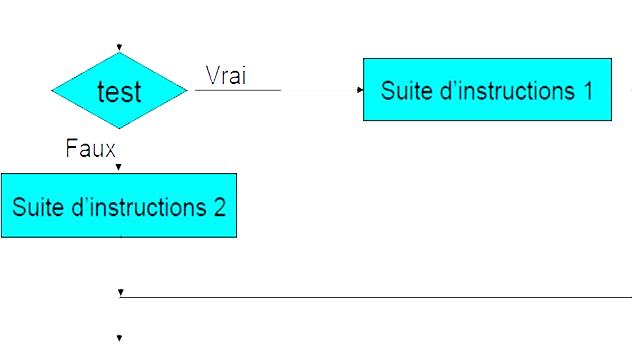 Vrai
test
Suite d'instructions 1
Faux
Suite d'instructions 2